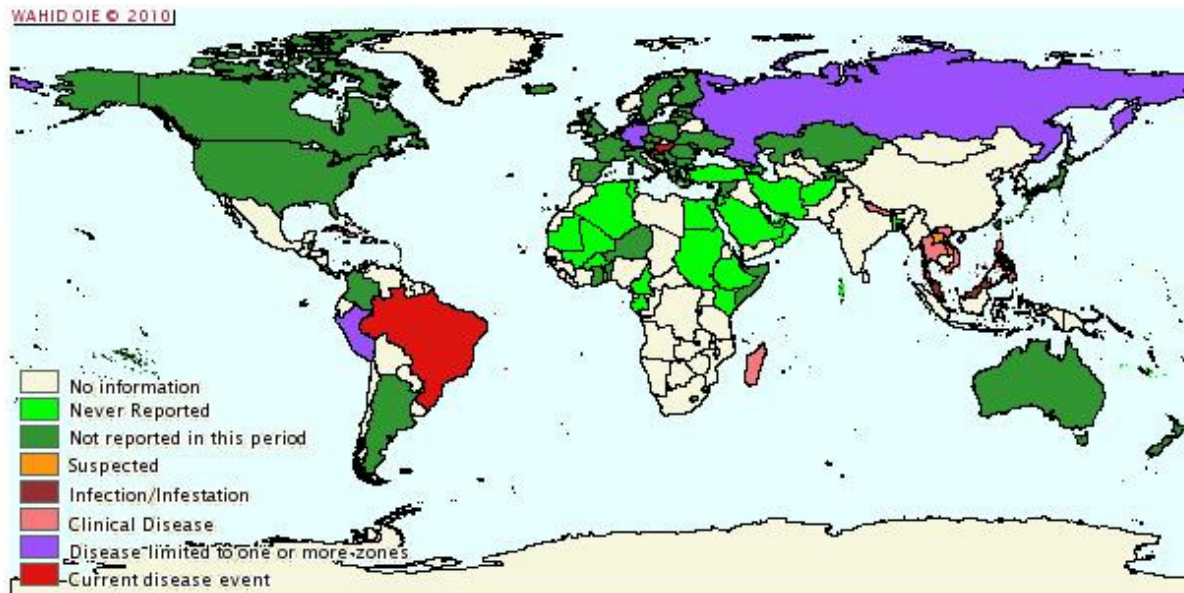 WAHID OIE © 2010
No information
Never Reported
Not reported in this period
Suspected
Infection/Infestation
Clinical Disease
Disease limited to one or more zones
Current disease event